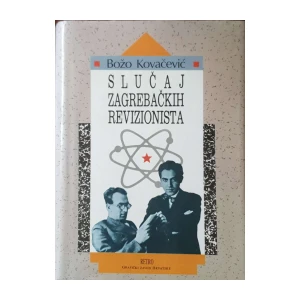 Božo Kovačević
SLUČAJ
ZAGREBAČKIH
REVIZIONISTA